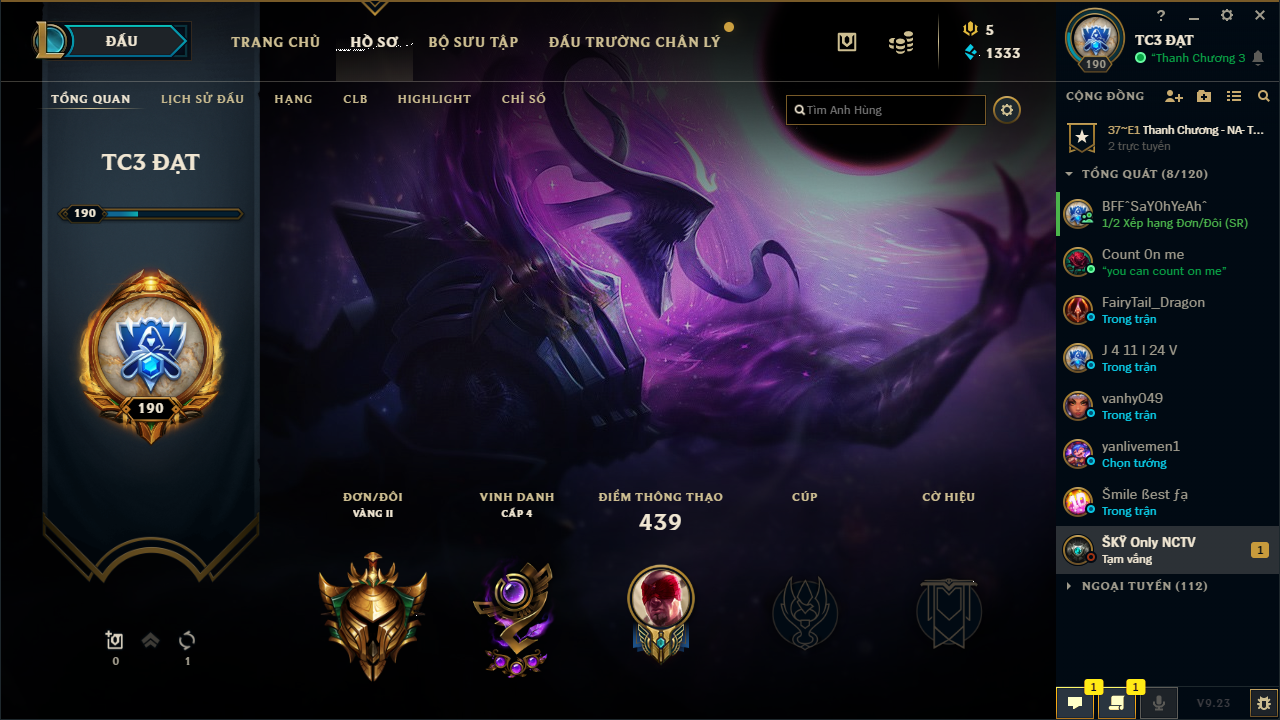 ĐẤU
TRANG CHỦ
HỒ SƠ
BỘ SƯU TẬP
ĐẤU TRƯỜNG CHÂN LÝ
5
1333
TỔNG QUAN
LỊCH SỬ ĐẤU
HẠNG
CLB
HIGHLIGHT
CHỈ SỐ
Tìm Anh Hùng
TC3 ĐẠT
190
190
ĐƠN/ĐÔI
VÀNG II
VINH DANH
CẤP 4
ĐIỂM THÔNG THẠO
439
CÚP
CỜ HIỆU
0
1
?
TC3 ĐẠT
"Thanh Chương 3
190
CỘNG ĐỒNG
37~E1 Thanh Chương - NA- T...
2 trực tuyến
TỔNG QUÁT (8/120)
BFFˆSaY0hYeAhˆ
1/2 Xếp hạng Đơn/Đôi (SR)
Count 0n me
"you can count on me"
FairyTail_Dragon
Trong trận
J 4 11 I 24 V
Trong trận
vanhy049
Trong trận
yanlivemen1
Chọn tướng
Šmile ßest ƒạ
Trong trận
ŠKȲ Only NCTV
Tạm vắng
1
NGOẠI TUYẾN (112)
1
1
V9.23